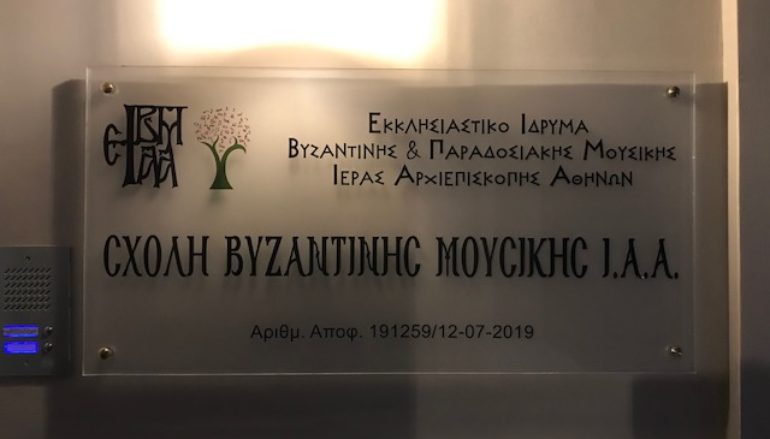 Εκκλησιαστικο Ιδρυμα
Βυζαντινης & Παραδοσιακης Μουσικης
Ιερας Αρχιεπισκοπης Αθηνων
ΣΧΟΛΗ ΒΥΖΑΝΤΙΝΗΣ ΜΟΥΣΙΚΗΣ Ι.Α.Α.
Αριθμ. Αποφ. 191259/12-07-2019